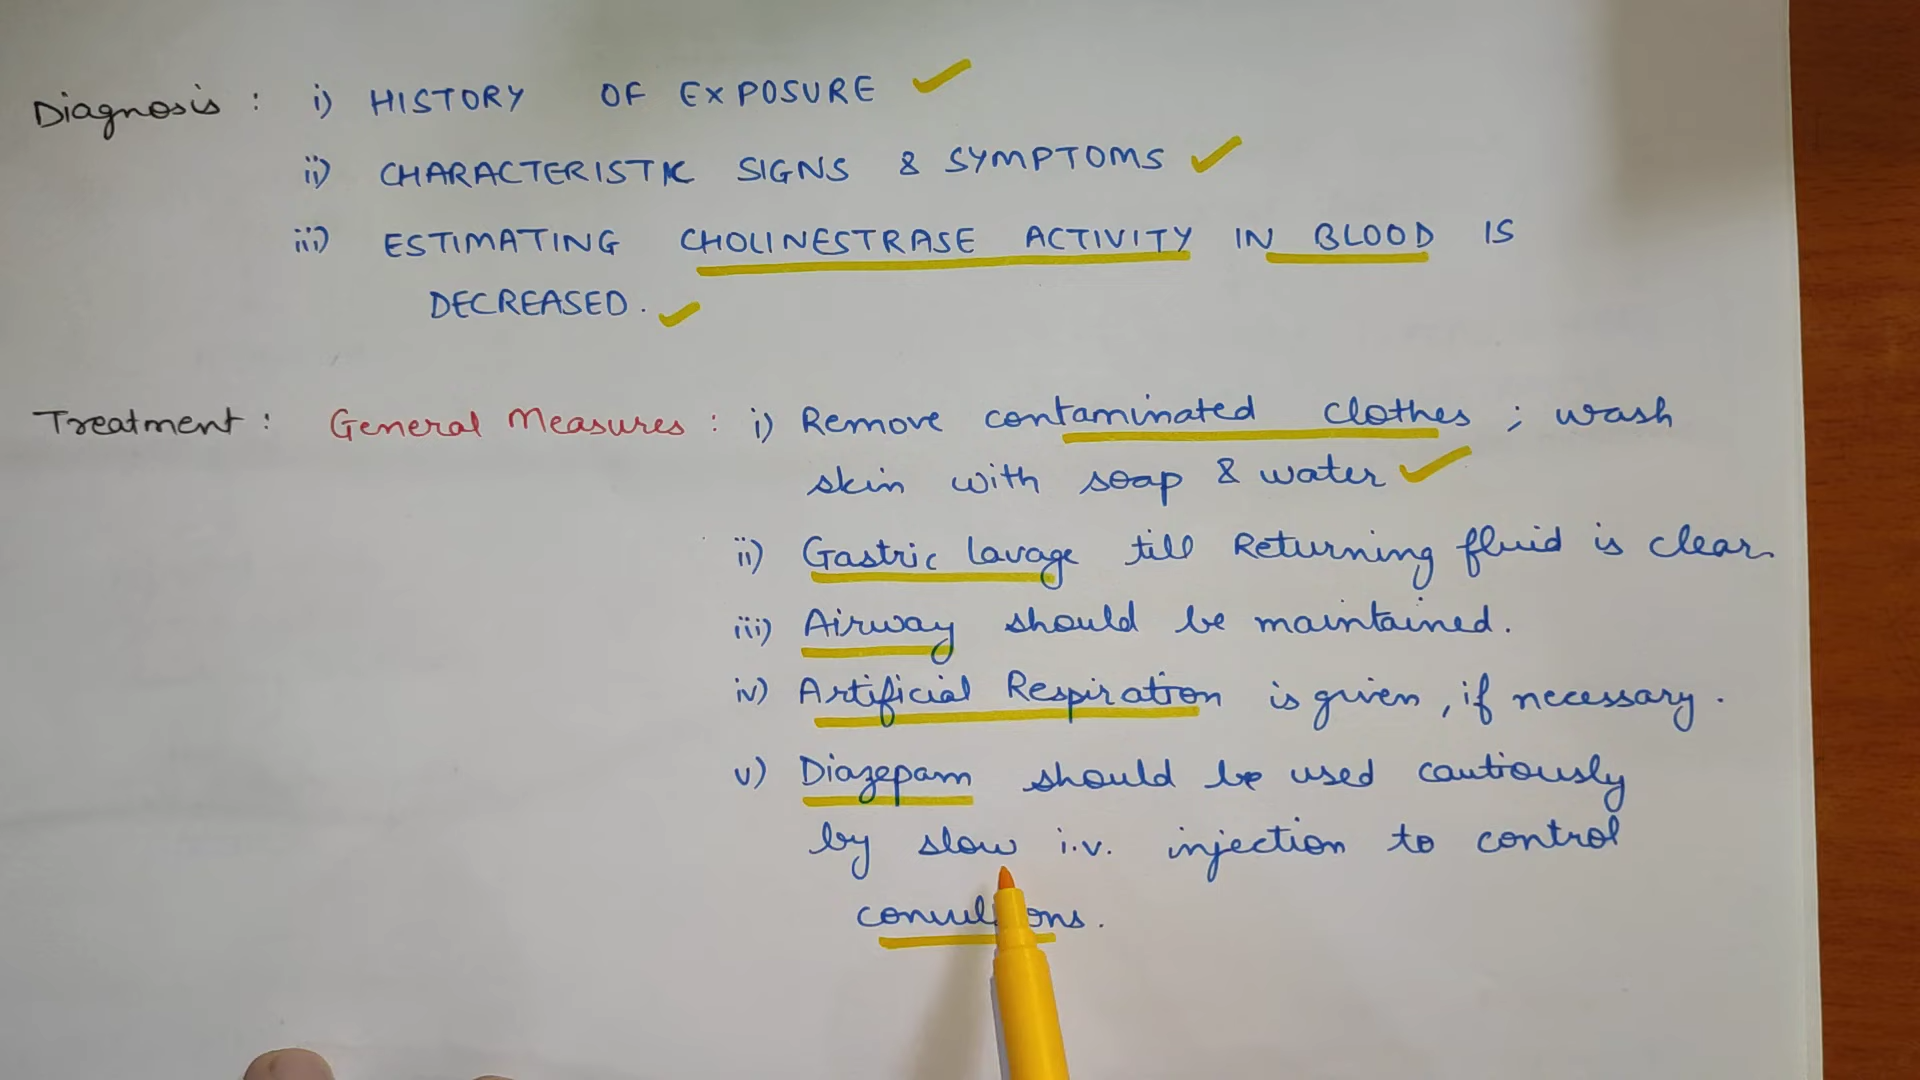 Diagnosis : i) HISTORY OF EXPOSURE
ii) CHARACTERISTIC SIGNS & SYMPTOMS
iii) ESTIMATING CHOLINESTRASE ACTIVITY IN BLOOD IS
DECREASED.
Treatment : General Measures : i) Remove contaminated clothes ; wash
skin with soap & water
ii) Gastric lavage till Returning fluid is clear
iii) Airway should be maintained.
iv) Artificial Respiration is given, if necessary.
v) Diazepam should be used cautiously
by slow i.v. injection to control